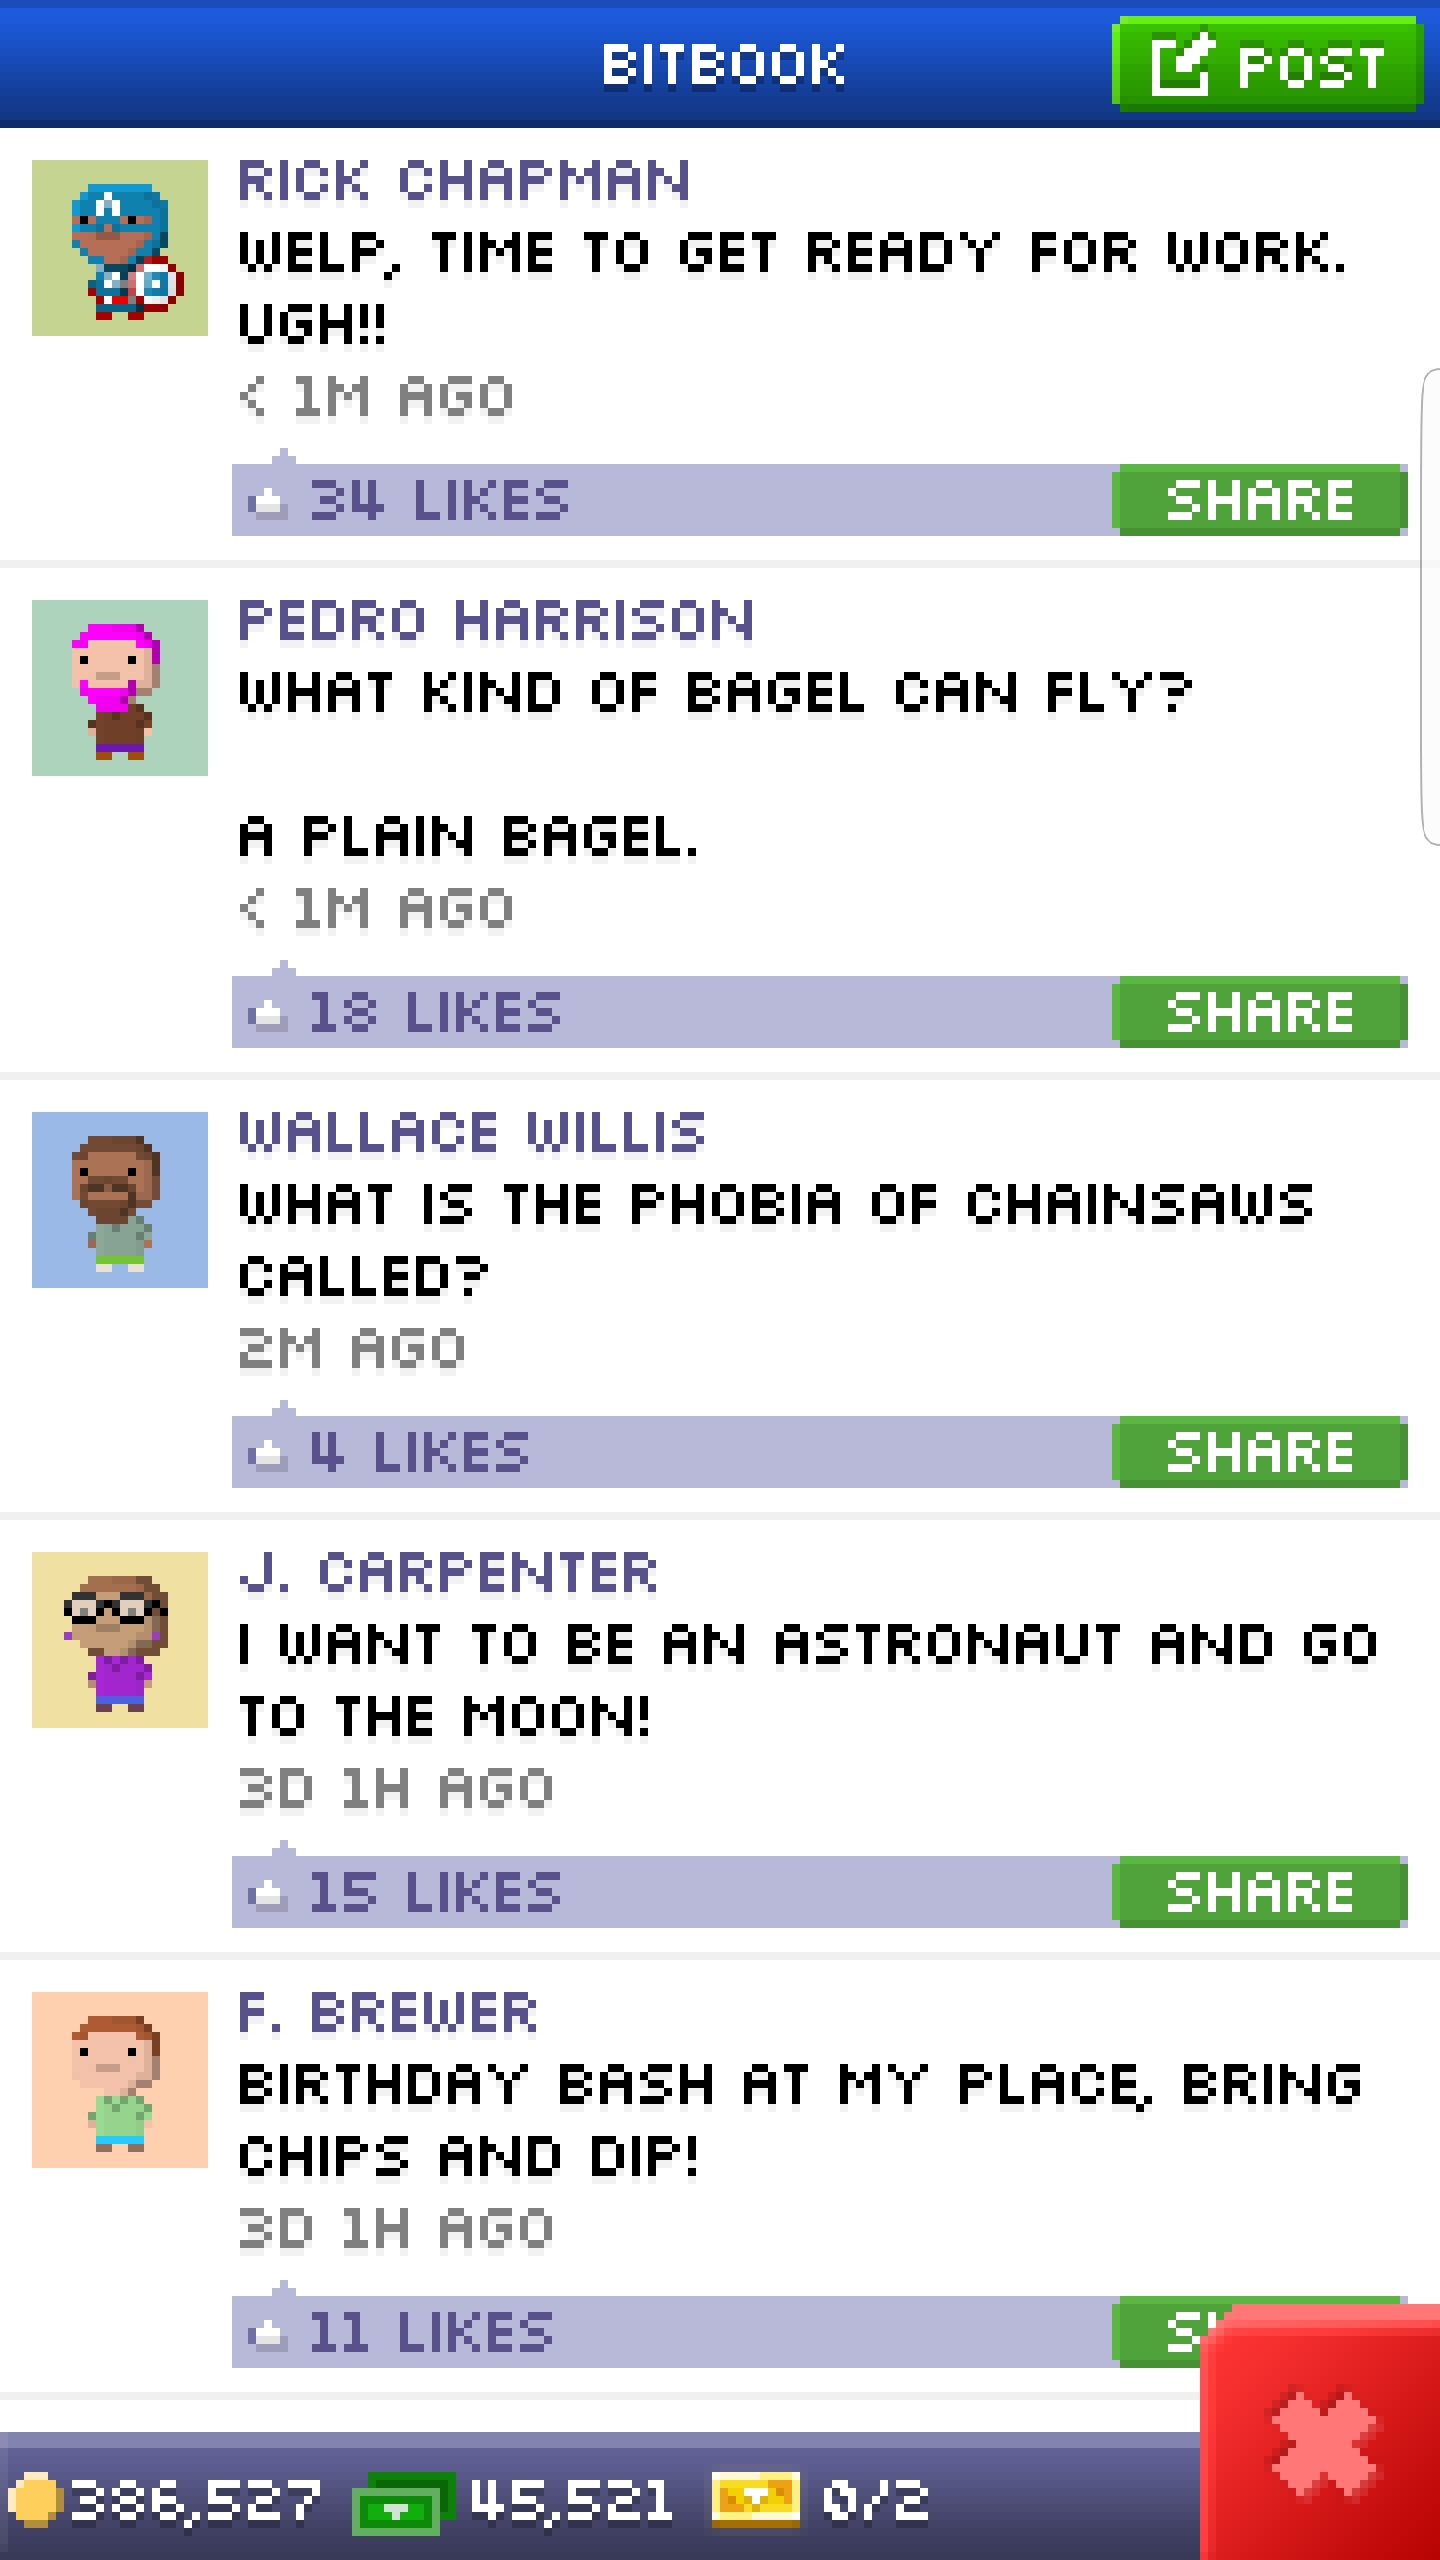 BITBOOK
POST
RICK CHAPMAN
WELP, TIME TO GET READY FOR WORK.
UGH!!
< 1M AGO
34 LIKES
SHARE
PEDRO HARRISON
WHAT KIND OF BAGEL CAN FLY?
A PLAIN BAGEL.
< 1M AGO
18 LIKES
SHARE
WALLACE WILLIS
WHAT IS THE PHOBIA OF CHAINSAWS
CALLED?
2M AGO
4 LIKES
SHARE
J. CARPENTER
I WANT TO BE AN ASTRONAUT AND GO
TO THE MOON!
3D 1H AGO
15 LIKES
SHARE
F. BREWER
BIRTHDAY BASH AT MY PLACE, BRING
CHIPS AND DIP!
3D 1H AGO
11 LIKES
386,527
45,521
0/2